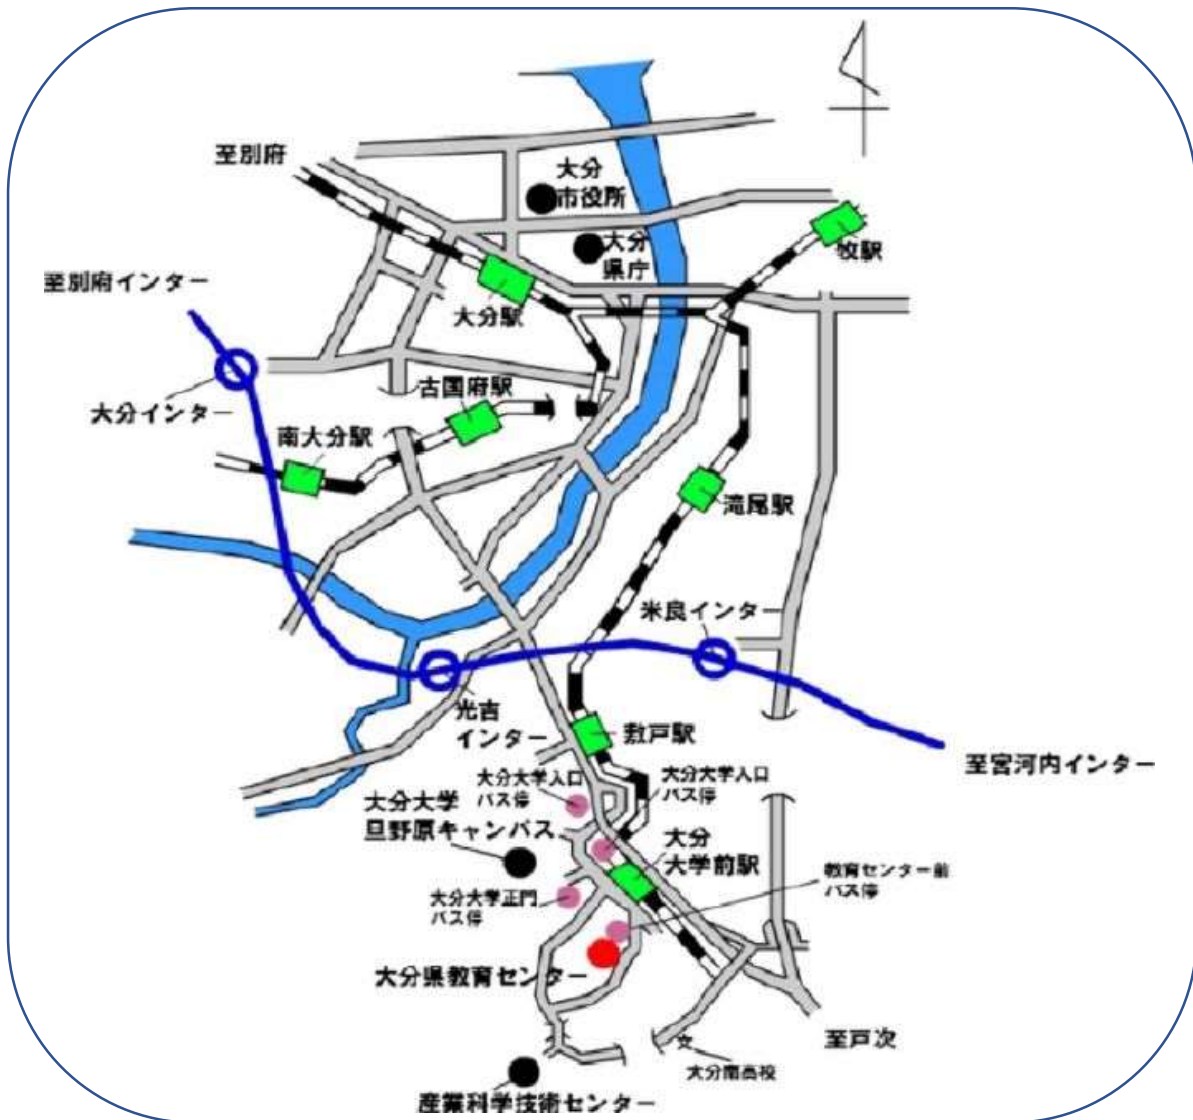 至別府
大分
市役所
大分
県庁
牧駅
至別府インター
大分駅
大分インター
古国府駅
南大分駅
滝尾駅
米良インター
光吉
インター
敷戸駅
至宮河内インター
大分大学入口
バス停
大分大学入口
バス停
大分大学
旦野原キャンバス
大分
大学前駅
教育センター前
バス停
大分大学正門
バス停
大分県教育センター
至戸次
大分南高校
産業科学技術センター